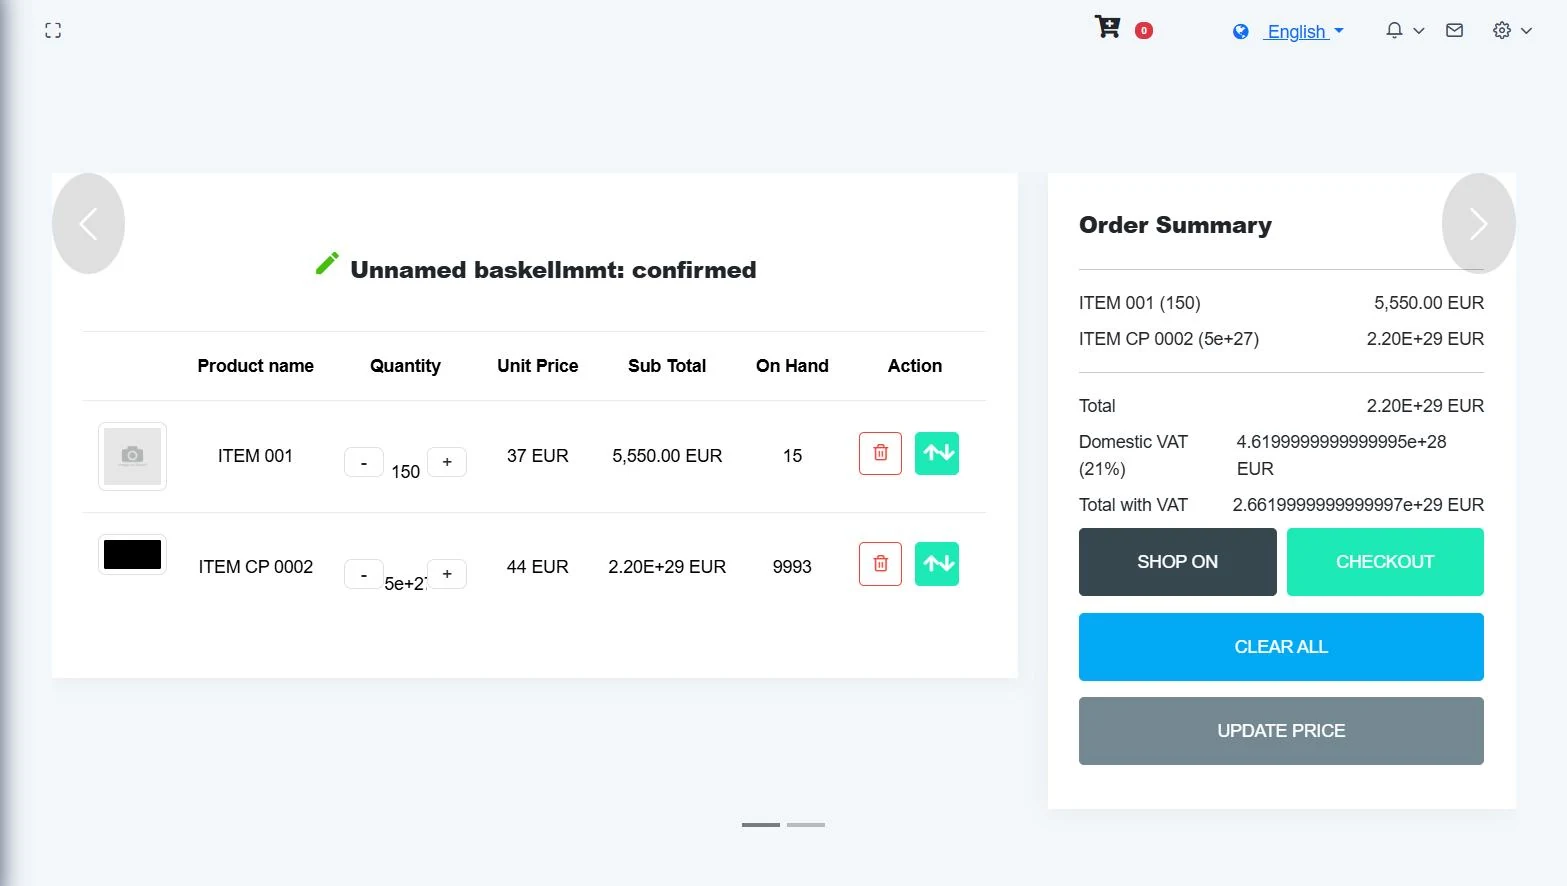 0
English
Unnamed baskellmmt: confirmed
Product name Quantity Unit Price Sub Total On Hand Action
ITEM 001 - 150 + 37 EUR 5,550.00 EUR 15
ITEM CP 0002 - 5e+27 + 44 EUR 2.20E+29 EUR 9993
Order Summary
ITEM 001 (150) 5,550.00 EUR
ITEM CP 0002 (5e+27) 2.20E+29 EUR
Total 2.20E+29 EUR
Domestic VAT (21%) 4.6199999999999995e+28 EUR
Total with VAT 2.6619999999999997e+29 EUR
SHOP ON CHECKOUT
CLEAR ALL
UPDATE PRICE